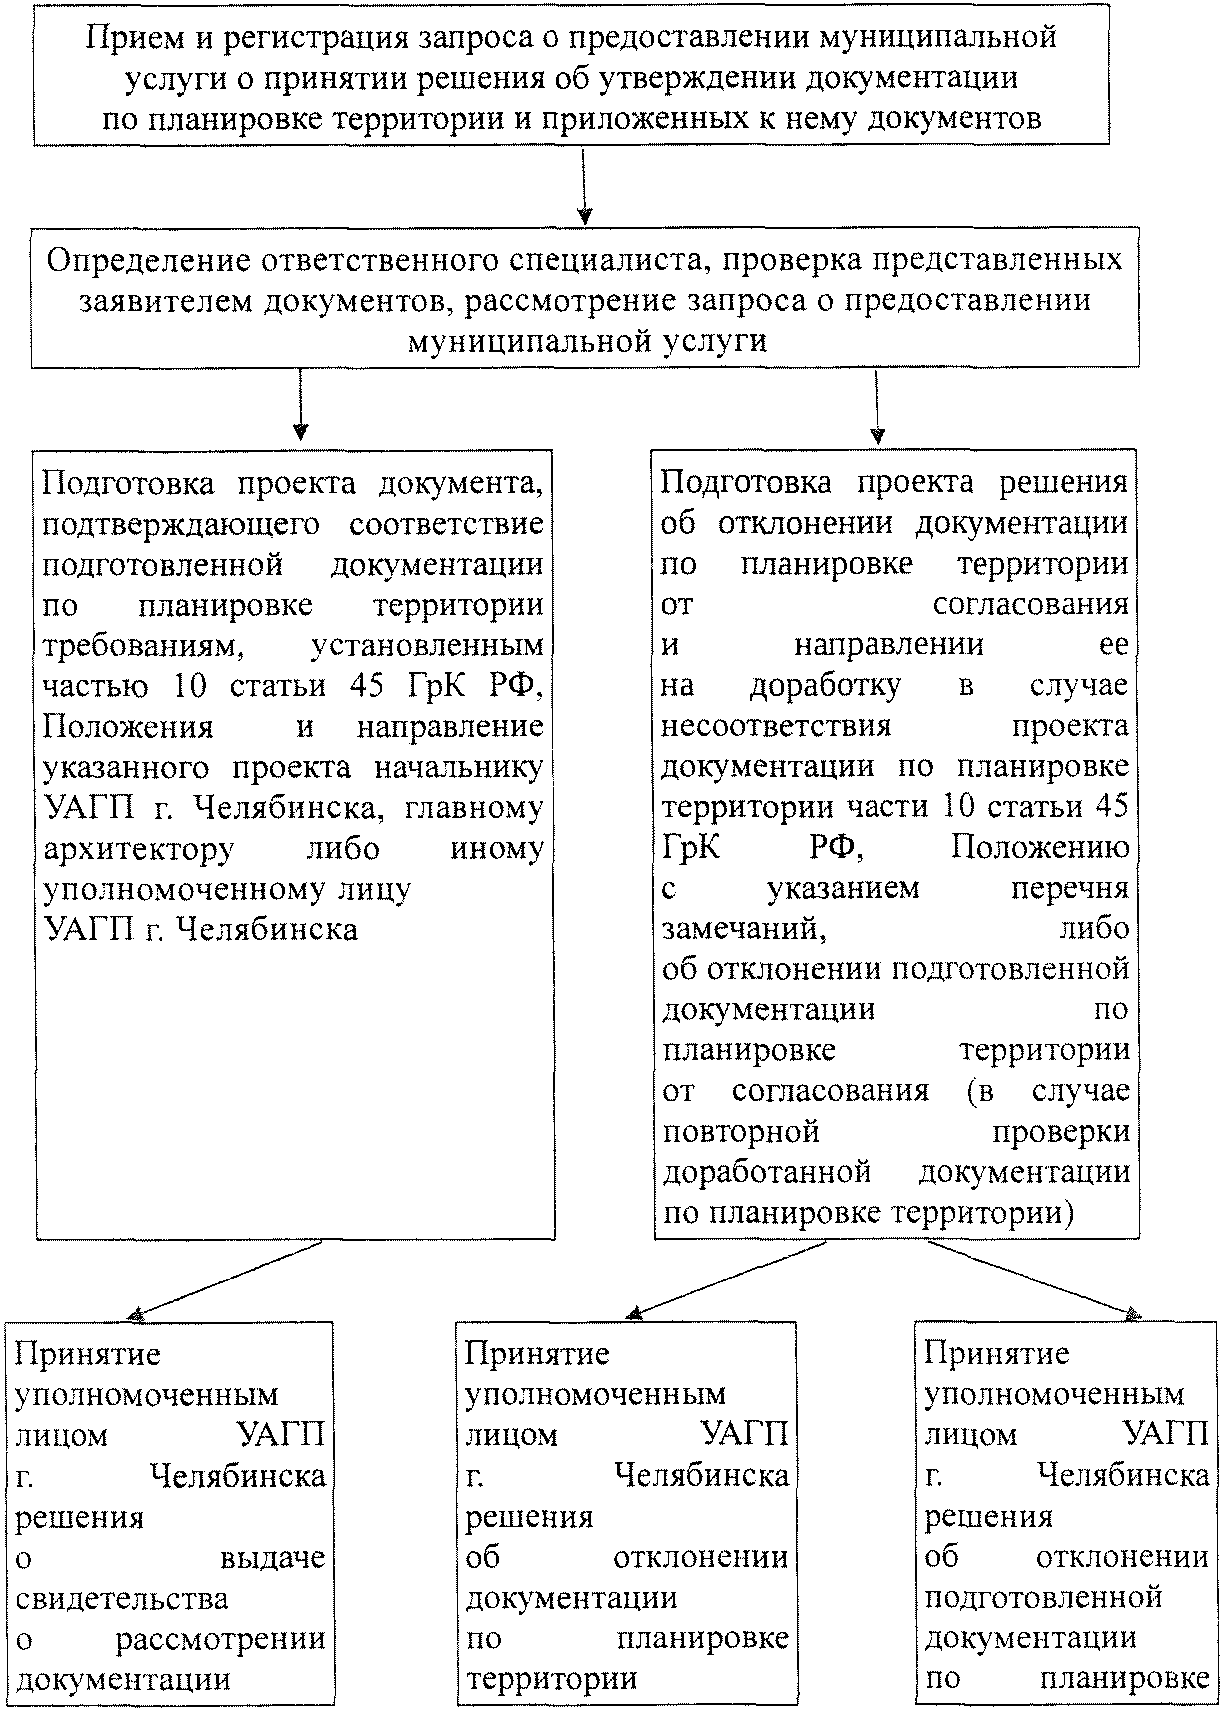 Прием и регистрация запроса о предоставлении муниципальной
услуги о принятии решения об утверждении документации
по планировке территории и приложенных к нему документов
Определение ответственного специалиста, проверка представленных
заявителем документов, рассмотрение запроса о предоставлении
муниципальной услуги
Подготовка проекта документа,
подтверждающего соответствие
подготовленной документации
по планировке территории
требованиям, установленным
частью 10 статьи 45 ГрК РФ,
Положения и направление
указанного проекта начальнику
УАГП г. Челябинска, главному
архитектору либо иному
уполномоченному лицу
УАГП г. Челябинска
Подготовка проекта решения
об отклонении документации
по планировке территории
от согласования
и направлении ее
на доработку в случае
несоответствия проекта
документации по планировке
территории части 10 статьи 45
ГрК РФ, Положению
с указанием перечня
замечаний, либо
об отклонении подготовленной
документации по
планировке территории
от согласования (в случае
повторной проверки
доработанной документации
по планировке территории)
Принятие
уполномоченным
лицом УАГП
г. Челябинска
решения
о выдаче
свидетельства
о рассмотрении
документации
Принятие
уполномоченным
лицом УАГП
г. Челябинска
решения
об отклонении
документации
по планировке
территории
Принятие
уполномоченным
лицом УАГП
г. Челябинска
решения
об отклонении
подготовленной
документации
по планировке